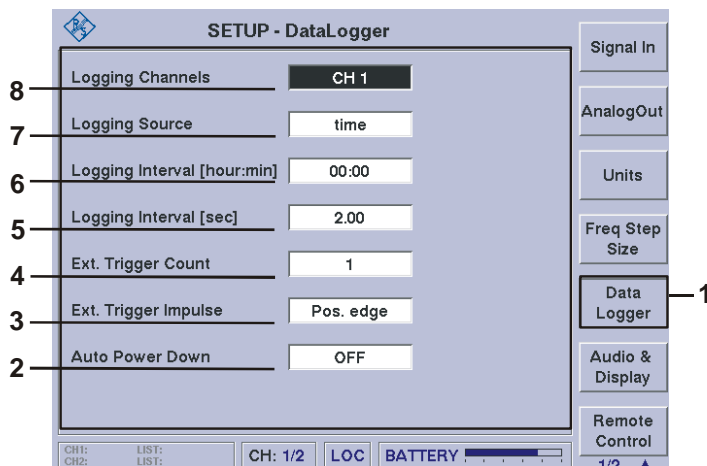 R S
SETUP - DataLogger
Signal In
8 Logging Channels CH 1
AnalogOut
7 Logging Source time
6 Logging Interval [hour:min] 00:00
Units
5 Logging Interval [sec] 2.00
Freq Step
Size
4 Ext. Trigger Count 1
3 Ext. Trigger Impulse Pos. edge
Data
Logger
1
2 Auto Power Down OFF
Audio &
Display
Remote
Control
CH1: LIST:
CH2: LIST:
CH: 1/2 LOC BATTERY
1/2